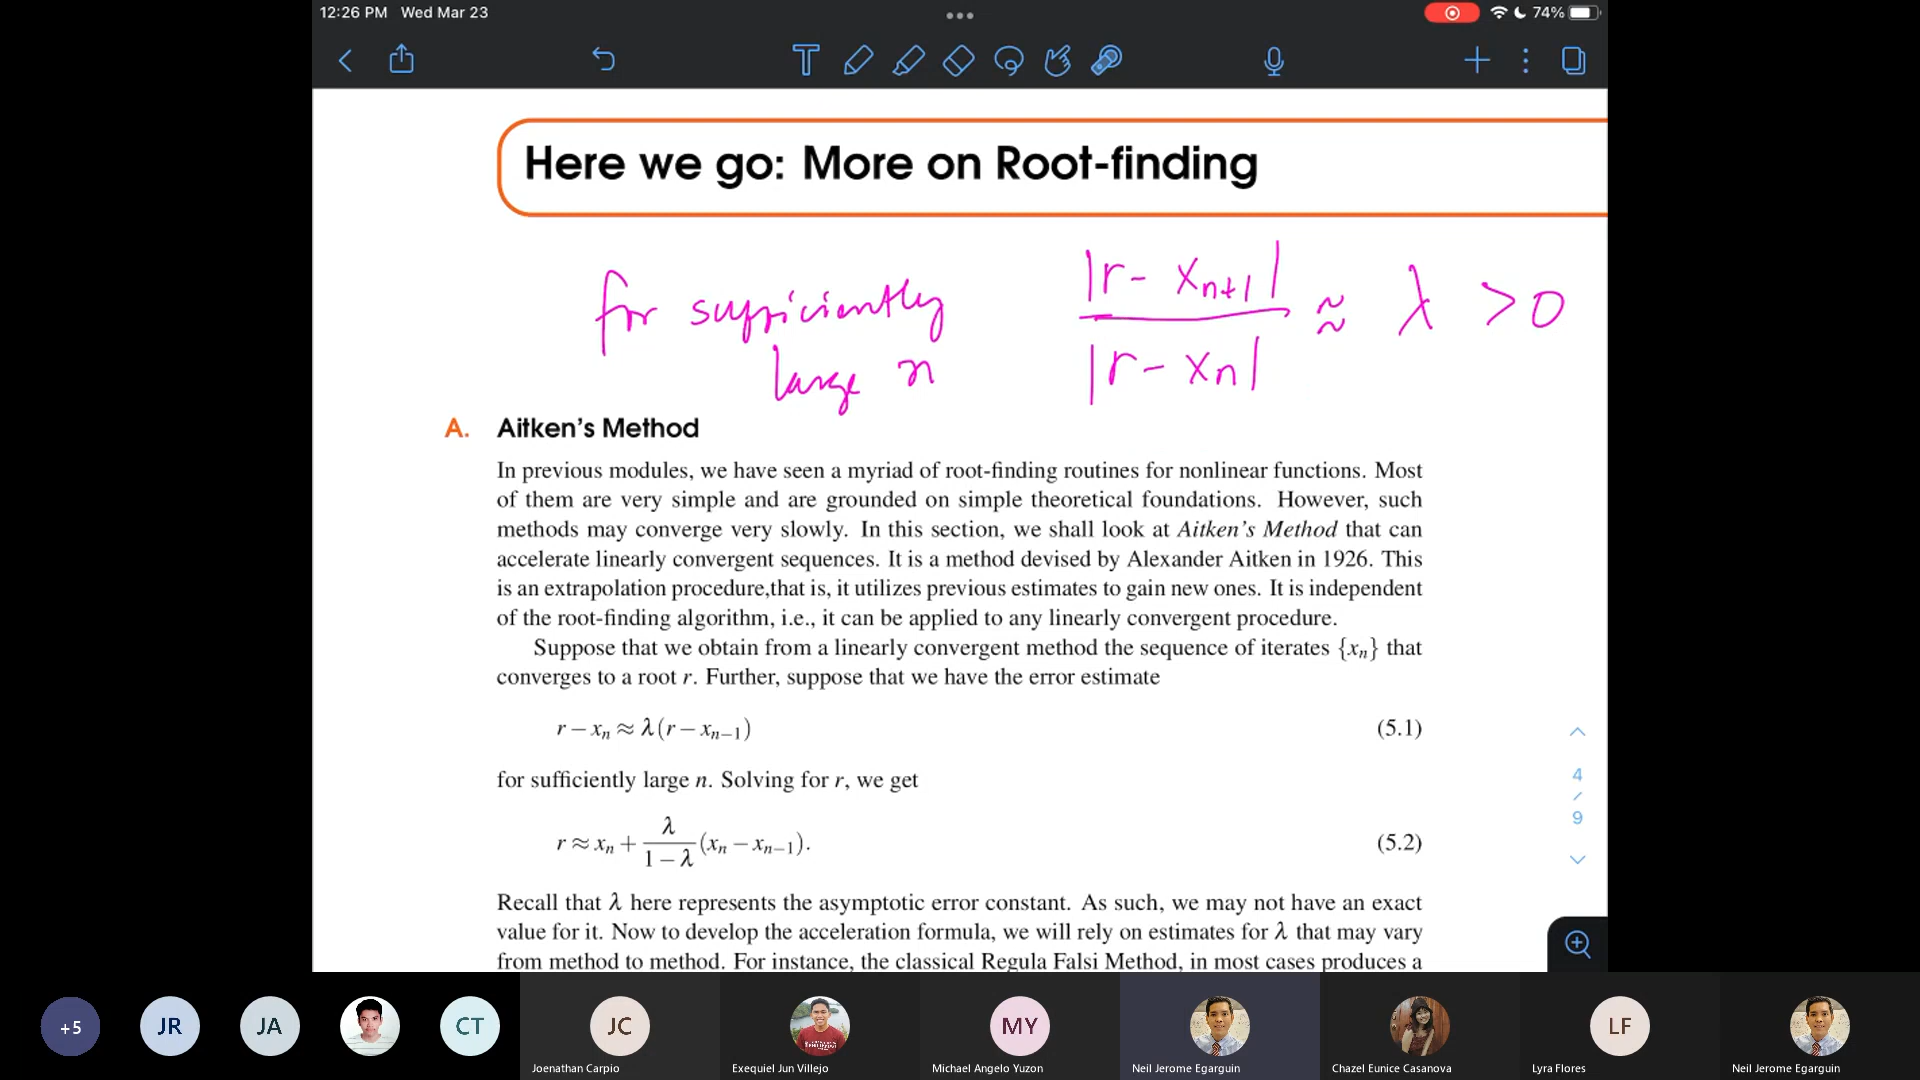 12:26 PM Wed Mar 23
74%
Here we go: More on Root-finding
for sufficiently large n
|r - x_{n+1}| / |r - x_n| ≈ λ > 0
A. Aitken's Method
In previous modules, we have seen a myriad of root-finding routines for nonlinear functions. Most
of them are very simple and are grounded on simple theoretical foundations. However, such
methods may converge very slowly. In this section, we shall look at Aitken's Method that can
accelerate linearly convergent sequences. It is a method devised by Alexander Aitken in 1926. This
is an extrapolation procedure,that is, it utilizes previous estimates to gain new ones. It is independent
of the root-finding algorithm, i.e., it can be applied to any linearly convergent procedure.
Suppose that we obtain from a linearly convergent method the sequence of iterates {x_n} that
converges to a root r. Further, suppose that we have the error estimate
r − x_n ≈ λ(r − x_{n−1}) (5.1)
for sufficiently large n. Solving for r, we get
r ≈ x_n + λ/(1 − λ) (x_n − x_{n−1}). (5.2)
Recall that λ here represents the asymptotic error constant. As such, we may not have an exact
value for it. Now to develop the acceleration formula, we will rely on estimates for λ that may vary
from method to method. For instance, the classical Regula Falsi Method, in most cases produces a
4
/
9
+5
JR
JA
CT
JC
MY
LF
Joenathan Carpio
Exequiel Jun Villejo
Michael Angelo Yuzon
Neil Jerome Egarguin
Chazel Eunice Casanova
Lyra Flores
Neil Jerome Egarguin